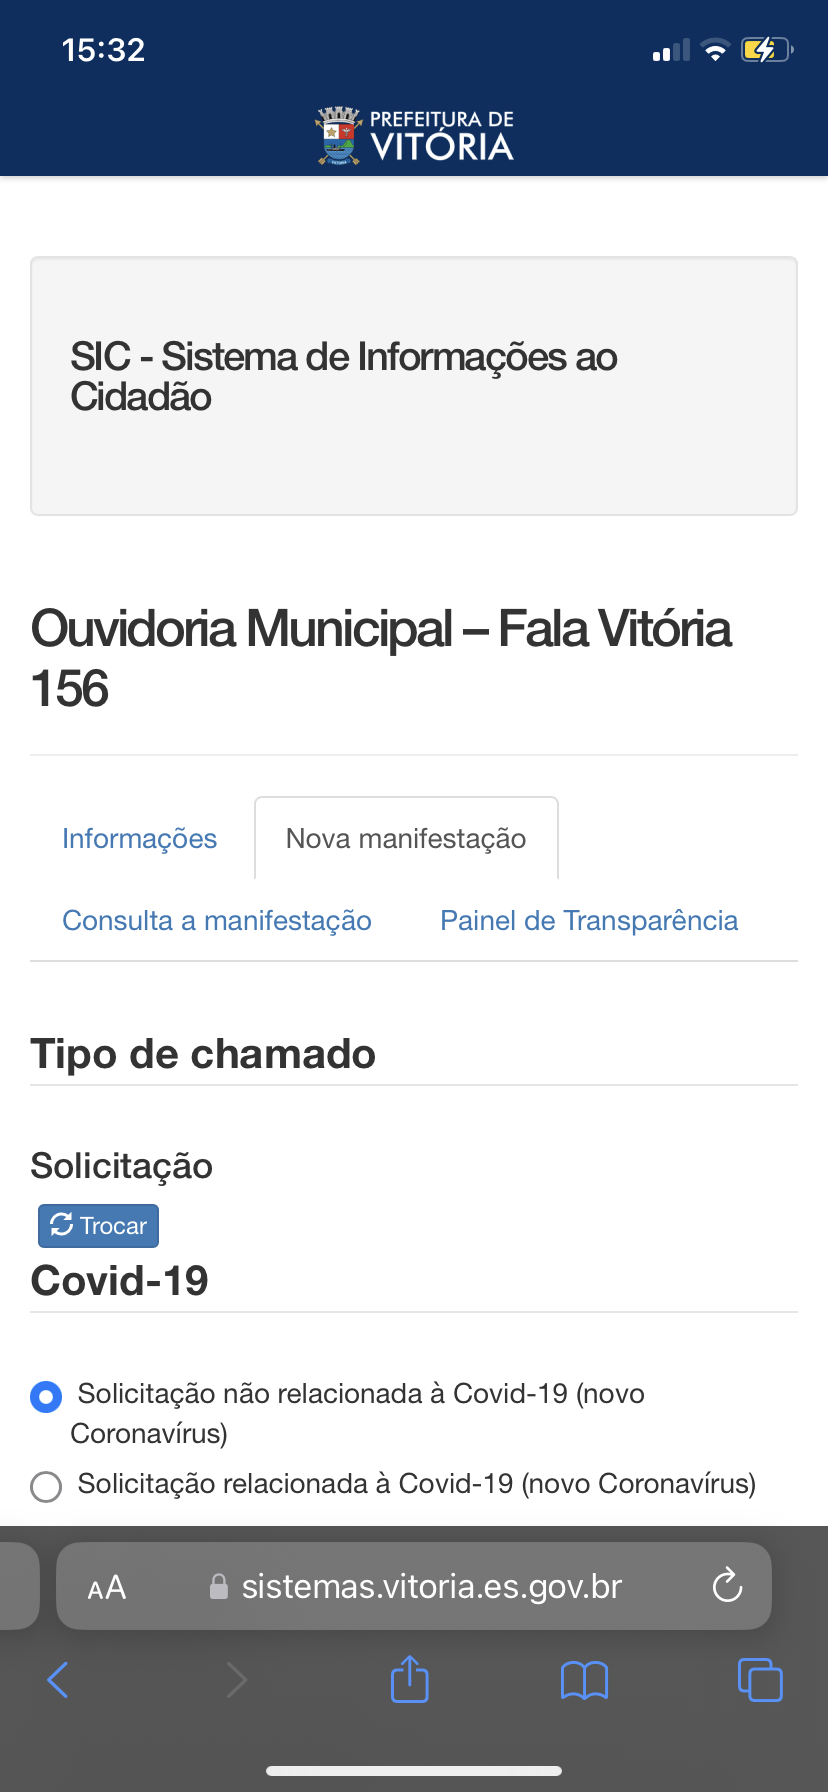 15:32
PREFEITURA DE
VITÓRIA
SIC - Sistema de Informações ao
Cidadão
Ouvidoria Municipal – Fala Vitória
156
Informações
Nova manifestação
Consulta a manifestação
Painel de Transparência
Tipo de chamado
Solicitação
Trocar
Covid-19
Solicitação não relacionada à Covid-19 (novo
Coronavírus)
Solicitação relacionada à Covid-19 (novo Coronavírus)
AA
sistemas.vitoria.es.gov.br